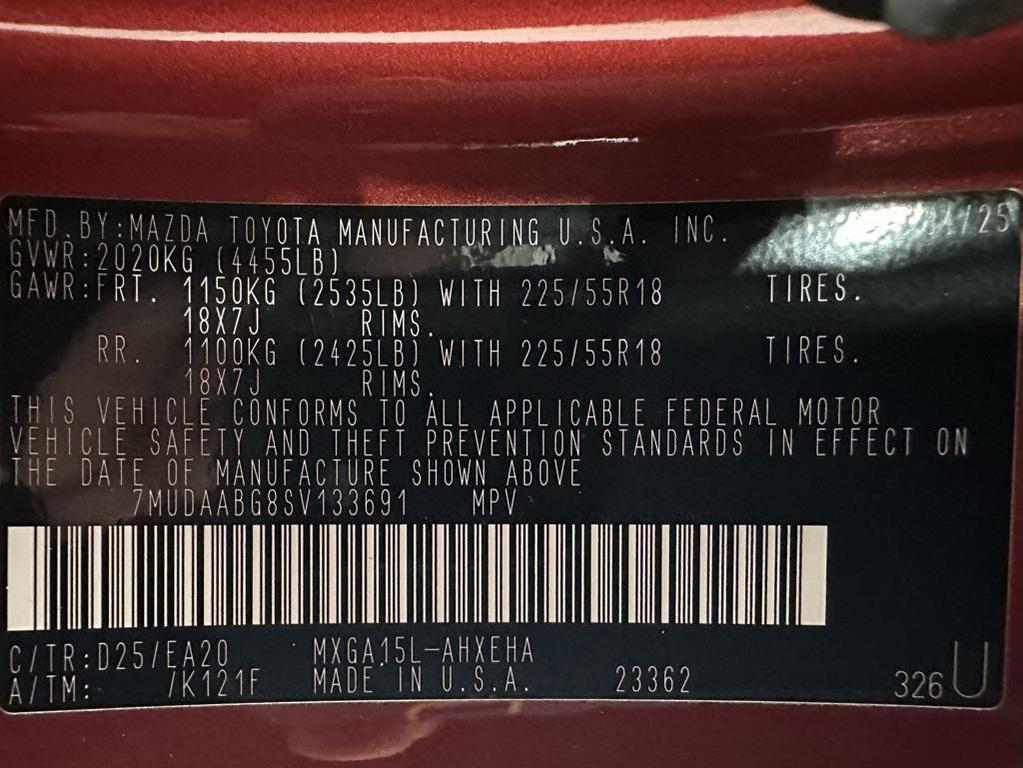 MFD. BY:MAZDA TOYOTA MANUFACTURING U.S.A. INC. /25
GVWR:2020KG (4455LB)
GAWR:FRT. 1150KG (2535LB) WITH 225/55R18 TIRES.
18X7J RIMS.
RR. 1100KG (2425LB) WITH 225/55R18 TIRES.
18X7J RIMS.
THIS VEHICLE CONFORMS TO ALL APPLICABLE FEDERAL MOTOR
VEHICLE SAFETY AND THEFT PREVENTION STANDARDS IN EFFECT ON
THE DATE OF MANUFACTURE SHOWN ABOVE
7MUDAABG8SV133691 MPV
C/TR:D25/EA20 MXGA15L-AHXEHA
A/TM: /K121F MADE IN U.S.A. 23362 326 U